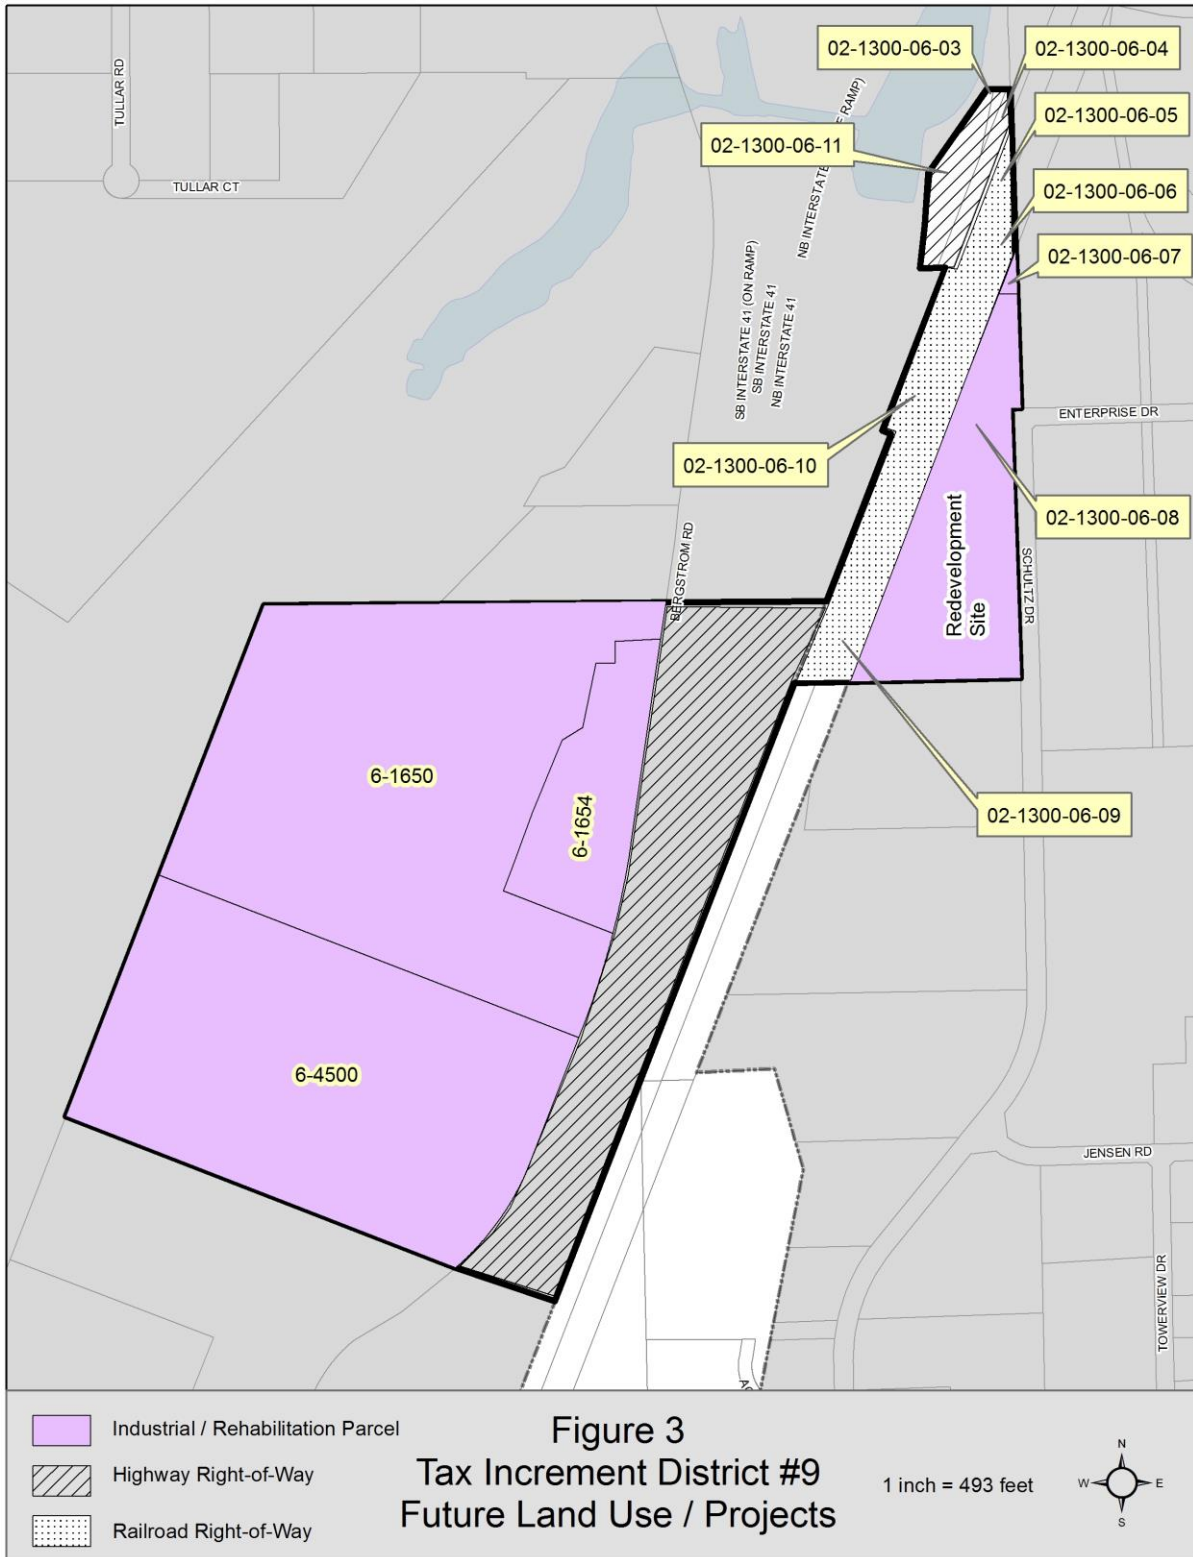 02-1300-06-03
02-1300-06-04
TULLAR RD
02-1300-06-05
02-1300-06-11
RAMP)
NB INTERSTATE
TULLAR CT
02-1300-06-06
02-1300-06-07
SB INTERSTATE 41 (ON RAMP)
SB INTERSTATE 41
NB INTERSTATE 41
ENTERPRISE DR
02-1300-06-10
02-1300-06-08
BERGSTROM RD
Redevelopment
Site
SCHULTZ DR
6-1650
6-1654
02-1300-06-09
6-4500
JENSEN RD
TOWERVIEW DR
Industrial / Rehabilitation Parcel
Highway Right-of-Way
Railroad Right-of-Way
Figure 3
Tax Increment District #9
Future Land Use / Projects
1 inch = 493 feet
N
W E
S